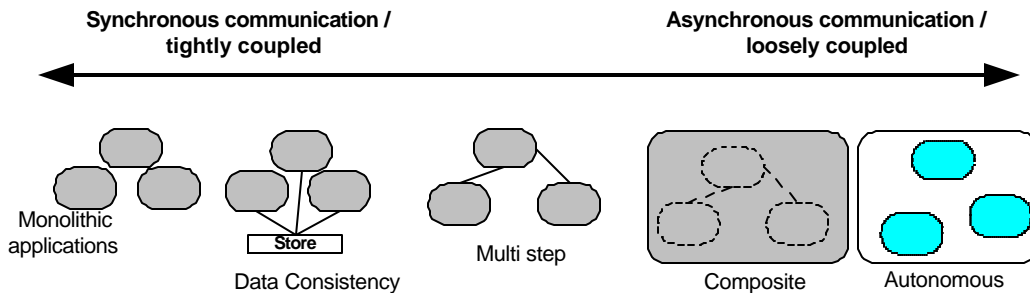 Synchronous communication /
tightly coupled
Asynchronous communication /
loosely coupled
Monolithic
applications
Store
Data Consistency
Multi step
Composite
Autonomous